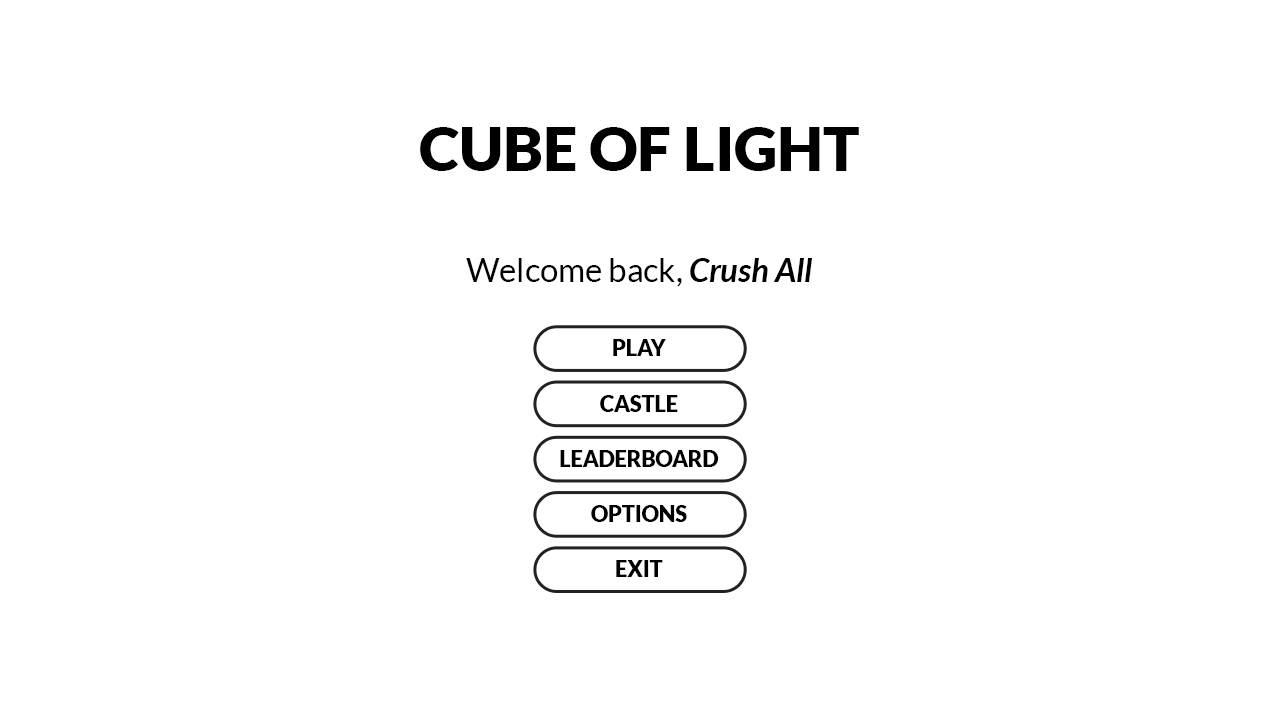 CUBE OF LIGHT
Welcome back, Crush All
PLAY
CASTLE
LEADERBOARD
OPTIONS
EXIT